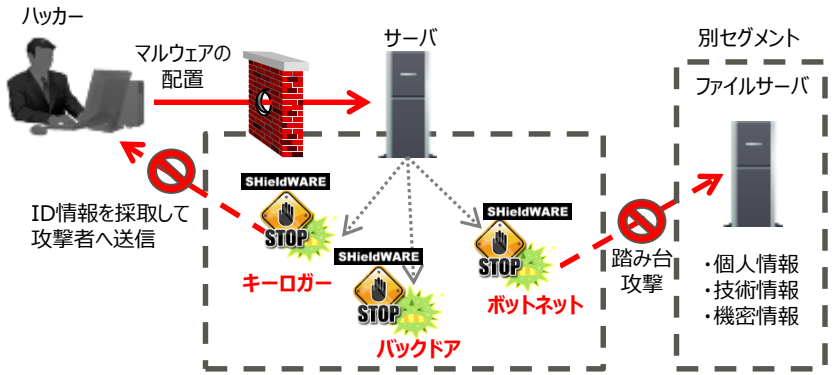 ハッカー
マルウェアの
配置
サーバ
別セグメント
ファイルサーバ
SHieldWARE
STOP
キーロガー
SHieldWARE
STOP
バックドア
SHieldWARE
STOP
ボットネット
ID情報を採取して
攻撃者へ送信
踏み台
攻撃
・個人情報
・技術情報
・機密情報